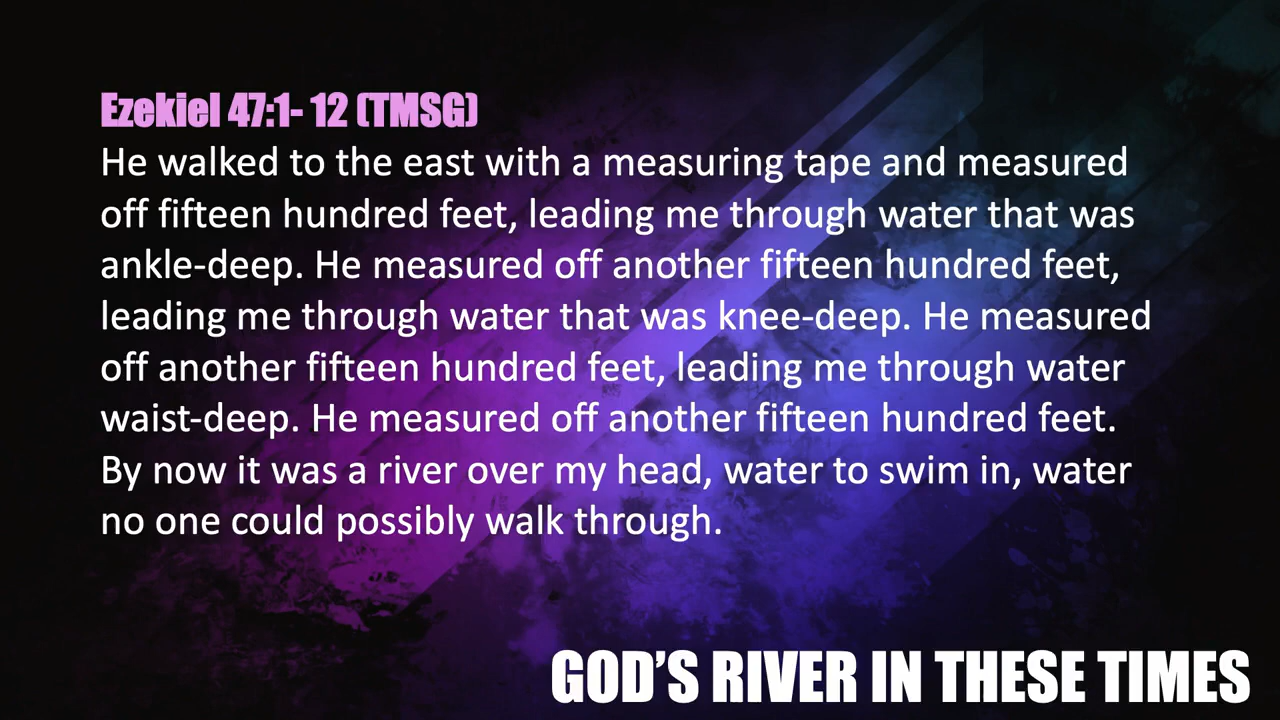 Ezekiel 47:1- 12 (TMSG)
He walked to the east with a measuring tape and measured
off fifteen hundred feet, leading me through water that was
ankle-deep. He measured off another fifteen hundred feet,
leading me through water that was knee-deep. He measured
off another fifteen hundred feet, leading me through water
waist-deep. He measured off another fifteen hundred feet.
By now it was a river over my head, water to swim in, water
no one could possibly walk through.
GOD’S RIVER IN THESE TIMES